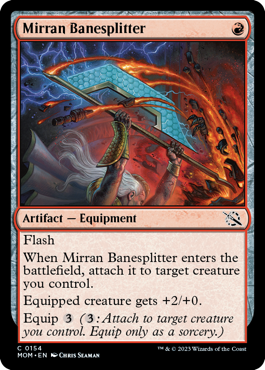 Mirran Banesplitter
Artifact — Equipment
Flash
When Mirran Banesplitter enters the
battlefield, attach it to target creature
you control.
Equipped creature gets +2/+0.
Equip 3 (3: Attach to target creature
you control. Equip only as a sorcery.)
C 0154
MOM • EN CHRIS SEAMAN
™ & © 2023 Wizards of the Coast